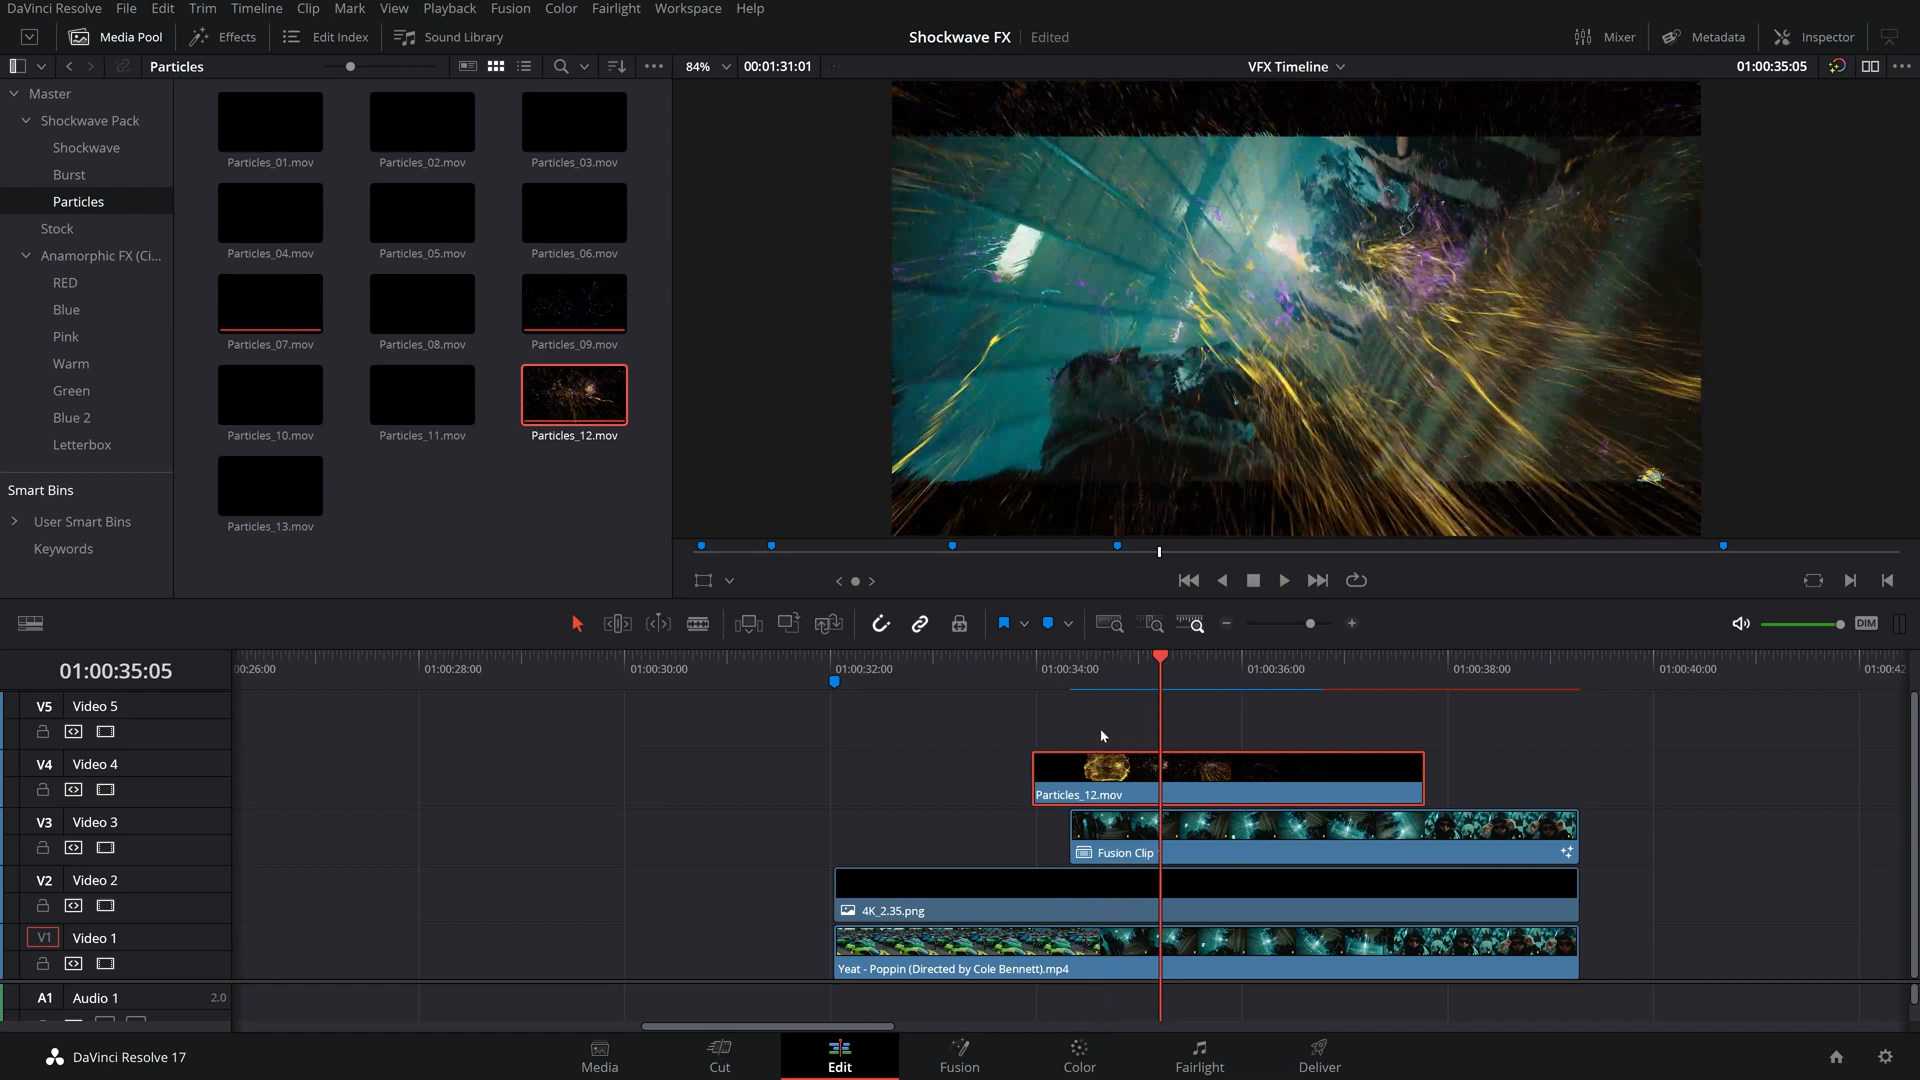 DaVinci Resolve File Edit Trim Timeline Clip Mark View Playback Fusion Color Fairlight Workspace Help
Media Pool Effects Edit Index Sound Library Shockwave FX Edited Mixer Metadata Inspector
Particles 84% 00:01:31:01 VFX Timeline 01:00:35:05
Master
Shockwave Pack
Shockwave
Burst
Particles
Stock
Anamorphic FX (Ci...
RED
Blue
Pink
Warm
Green
Blue 2
Letterbox
Smart Bins
User Smart Bins
Keywords
Particles_01.mov Particles_02.mov Particles_03.mov
Particles_04.mov Particles_05.mov Particles_06.mov
Particles_07.mov Particles_08.mov Particles_09.mov
Particles_10.mov Particles_11.mov Particles_12.mov
Particles_13.mov
DIM
01:00:35:05 00:26:00 01:00:28:00 01:00:30:00 01:00:32:00 01:00:34:00 01:00:36:00 01:00:38:00 01:00:40:00 01:00:42
V5 Video 5
V4 Video 4
Particles_12.mov
V3 Video 3
Fusion Clip
V2 Video 2
4K_2.35.png
V1 Video 1
Yeat - Poppin (Directed by Cole Bennett).mp4
A1 Audio 1 2.0
DaVinci Resolve 17 Media Cut Edit Fusion Color Fairlight Deliver